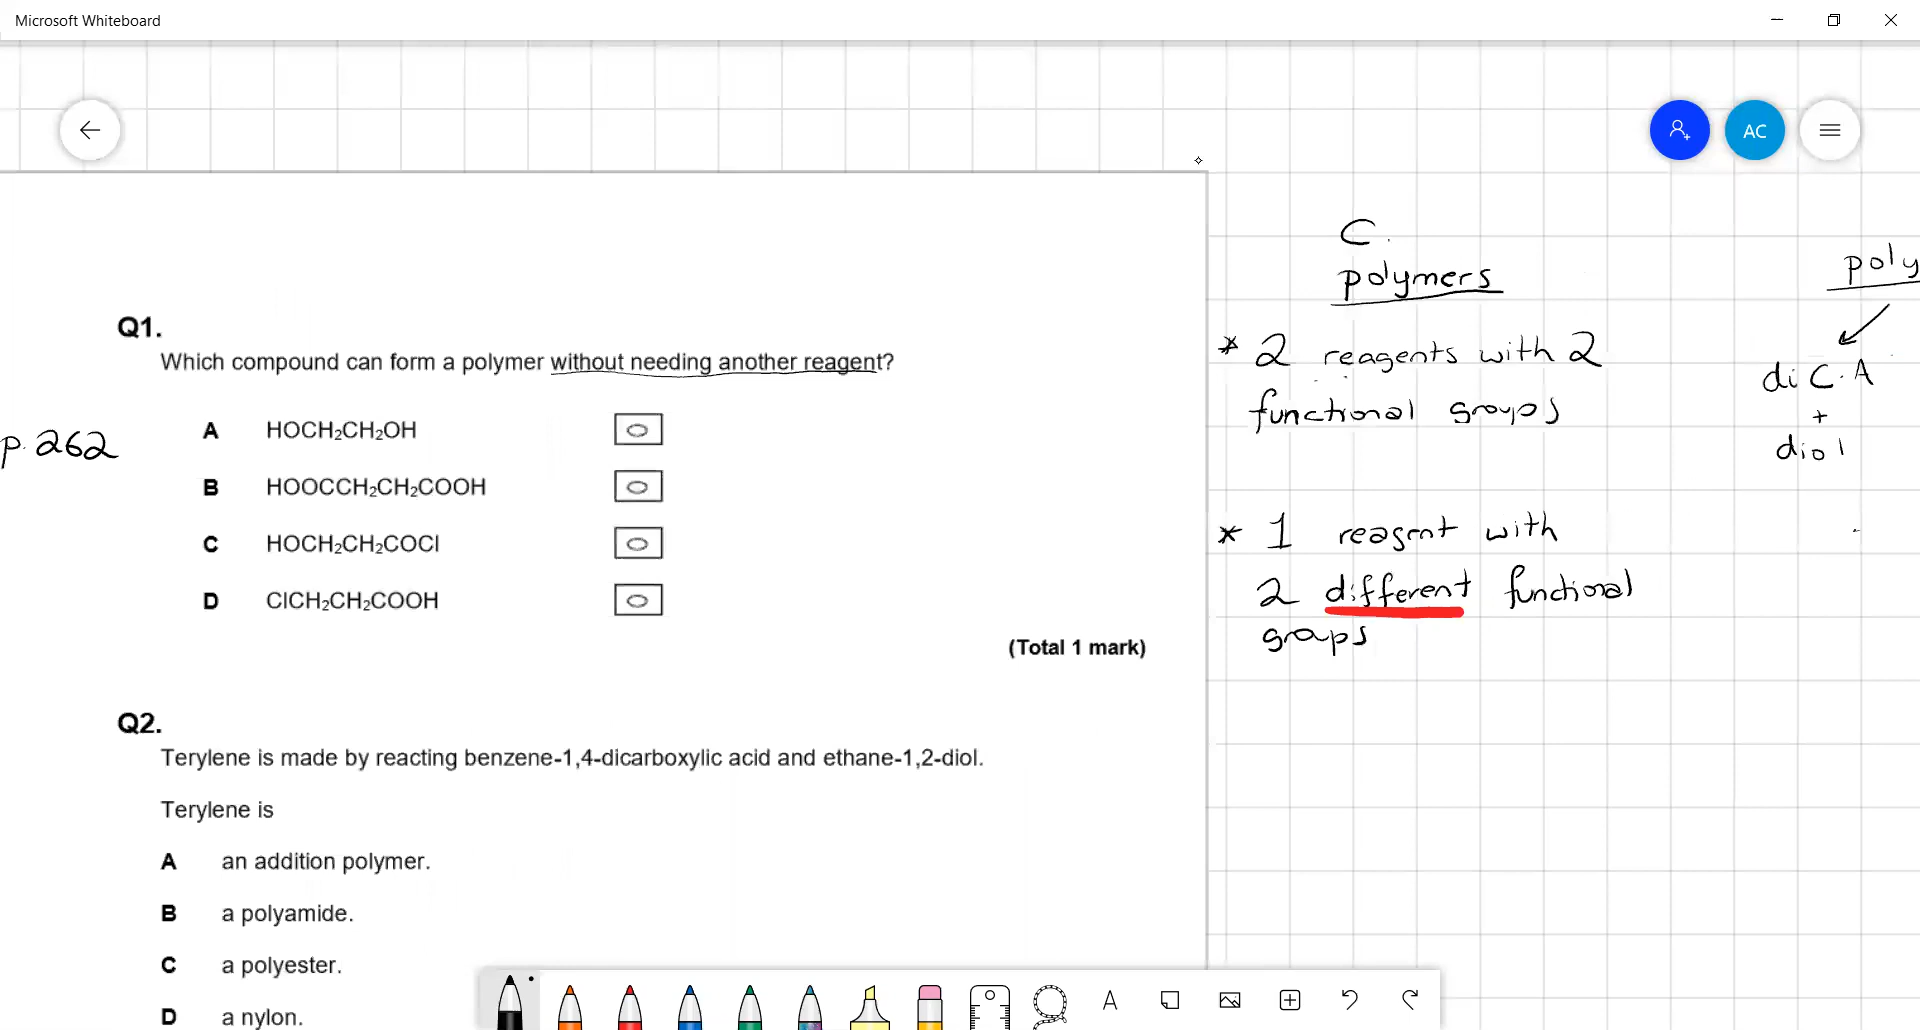 Microsoft Whiteboard
AC
C.
polymers
poly
Q1.
Which compound can form a polymer without needing another reagent?
* 2 reagents with 2
functional groups
di C.A
+
diol
p. 262
A HOCH₂CH₂OH
B HOOCCH₂CH₂COOH
C HOCH₂CH₂COCl
D ClCH₂CH₂COOH
(Total 1 mark)
* 1 reagent with
2 different functional
groups
Q2.
Terylene is made by reacting benzene-1,4-dicarboxylic acid and ethane-1,2-diol.
Terylene is
A an addition polymer.
B a polyamide.
C a polyester.
D a nylon.
A